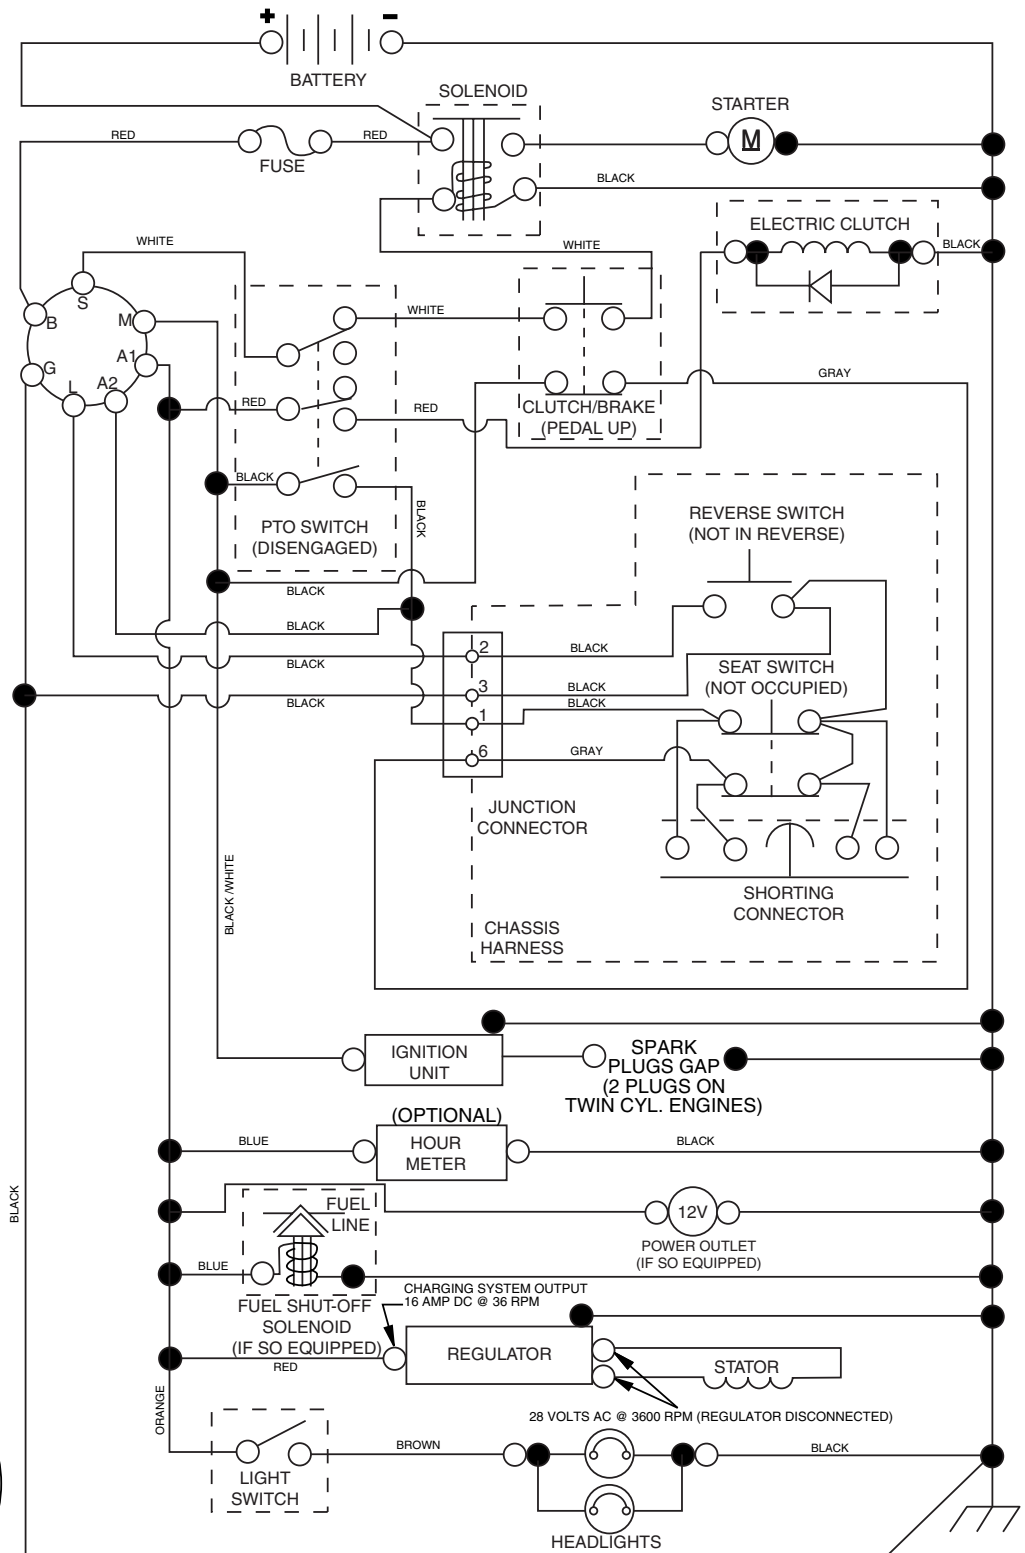 + -
BATTERY
SOLENOID
STARTER
RED
RED
FUSE
M
BLACK
WHITE
WHITE
ELECTRIC CLUTCH
BLACK
S
B
M
A1
G
L
A2
WHITE
RED
RED
GRAY
CLUTCH/BRAKE
(PEDAL UP)
BLACK
BLACK
PTO SWITCH
(DISENGAGED)
REVERSE SWITCH
(NOT IN REVERSE)
BLACK
BLACK
2
BLACK
BLACK
SEAT SWITCH
(NOT OCCUPIED)
3
BLACK
BLACK
BLACK
1
6
GRAY
JUNCTION
CONNECTOR
BLACK /WHITE
SHORTING
CONNECTOR
CHASSIS
HARNESS
IGNITION
UNIT
SPARK
PLUGS GAP
(2 PLUGS ON
TWIN CYL. ENGINES)
(OPTIONAL)
BLUE
HOUR
METER
BLACK
BLACK
FUEL
LINE
12V
POWER OUTLET
(IF SO EQUIPPED)
BLUE
CHARGING SYSTEM OUTPUT
16 AMP DC @ 36 RPM
FUEL SHUT-OFF
SOLENOID
(IF SO EQUIPPED)
RED
REGULATOR
STATOR
28 VOLTS AC @ 3600 RPM (REGULATOR DISCONNECTED)
ORANGE
BROWN
BLACK
LIGHT
SWITCH
HEADLIGHTS